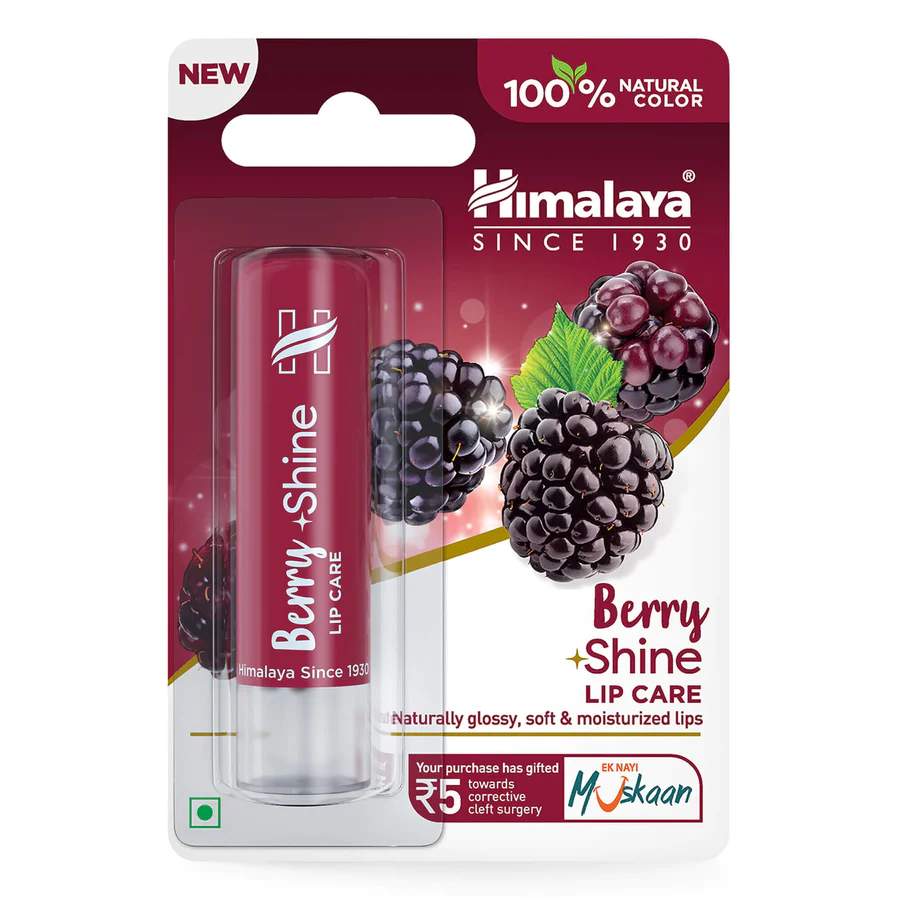 NEW
100% NATURAL
COLOR
Himalaya®
SINCE 1930
Berry
Shine
LIP CARE
Naturally glossy, soft & moisturized lips
Your purchase has gifted
₹5 towards
corrective
cleft surgery
EK NAYI
Muskaan
Berry Shine
LIP CARE
Himalaya Since 1930